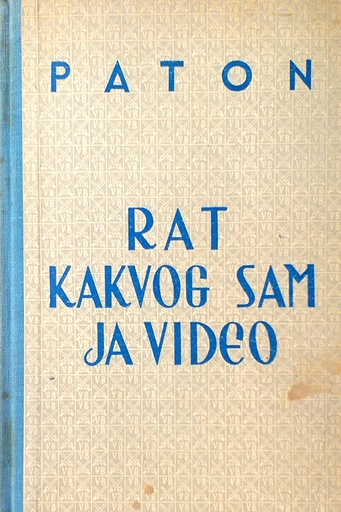 PATON
RAT
KAKVOG SAM
JA VIDEO